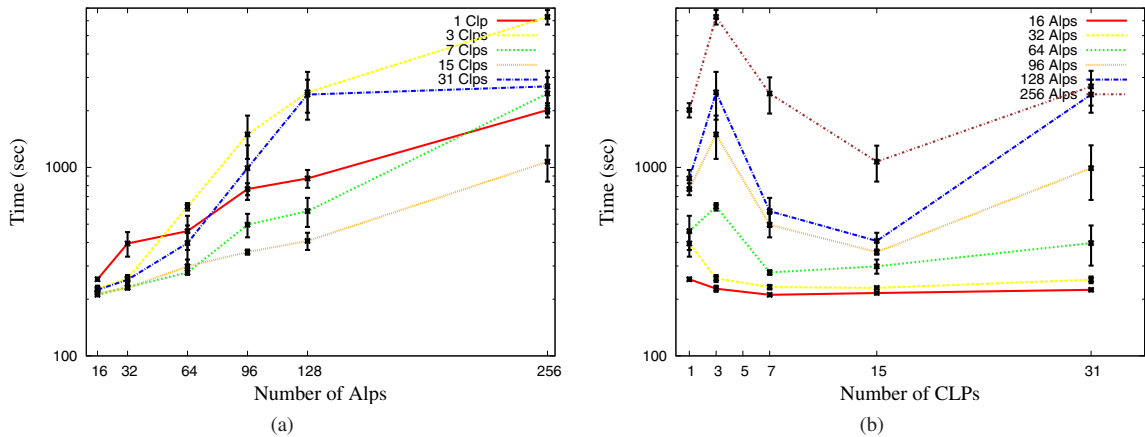 1 Clp
3 Clps
7 Clps
15 Clps
31 Clps
1000
100
Time (sec)
16 32 64 96 128 256
Number of Alps
(a)
16 Alps
32 Alps
64 Alps
96 Alps
128 Alps
256 Alps
1000
100
Time (sec)
1 3 5 7 15 31
Number of CLPs
(b)